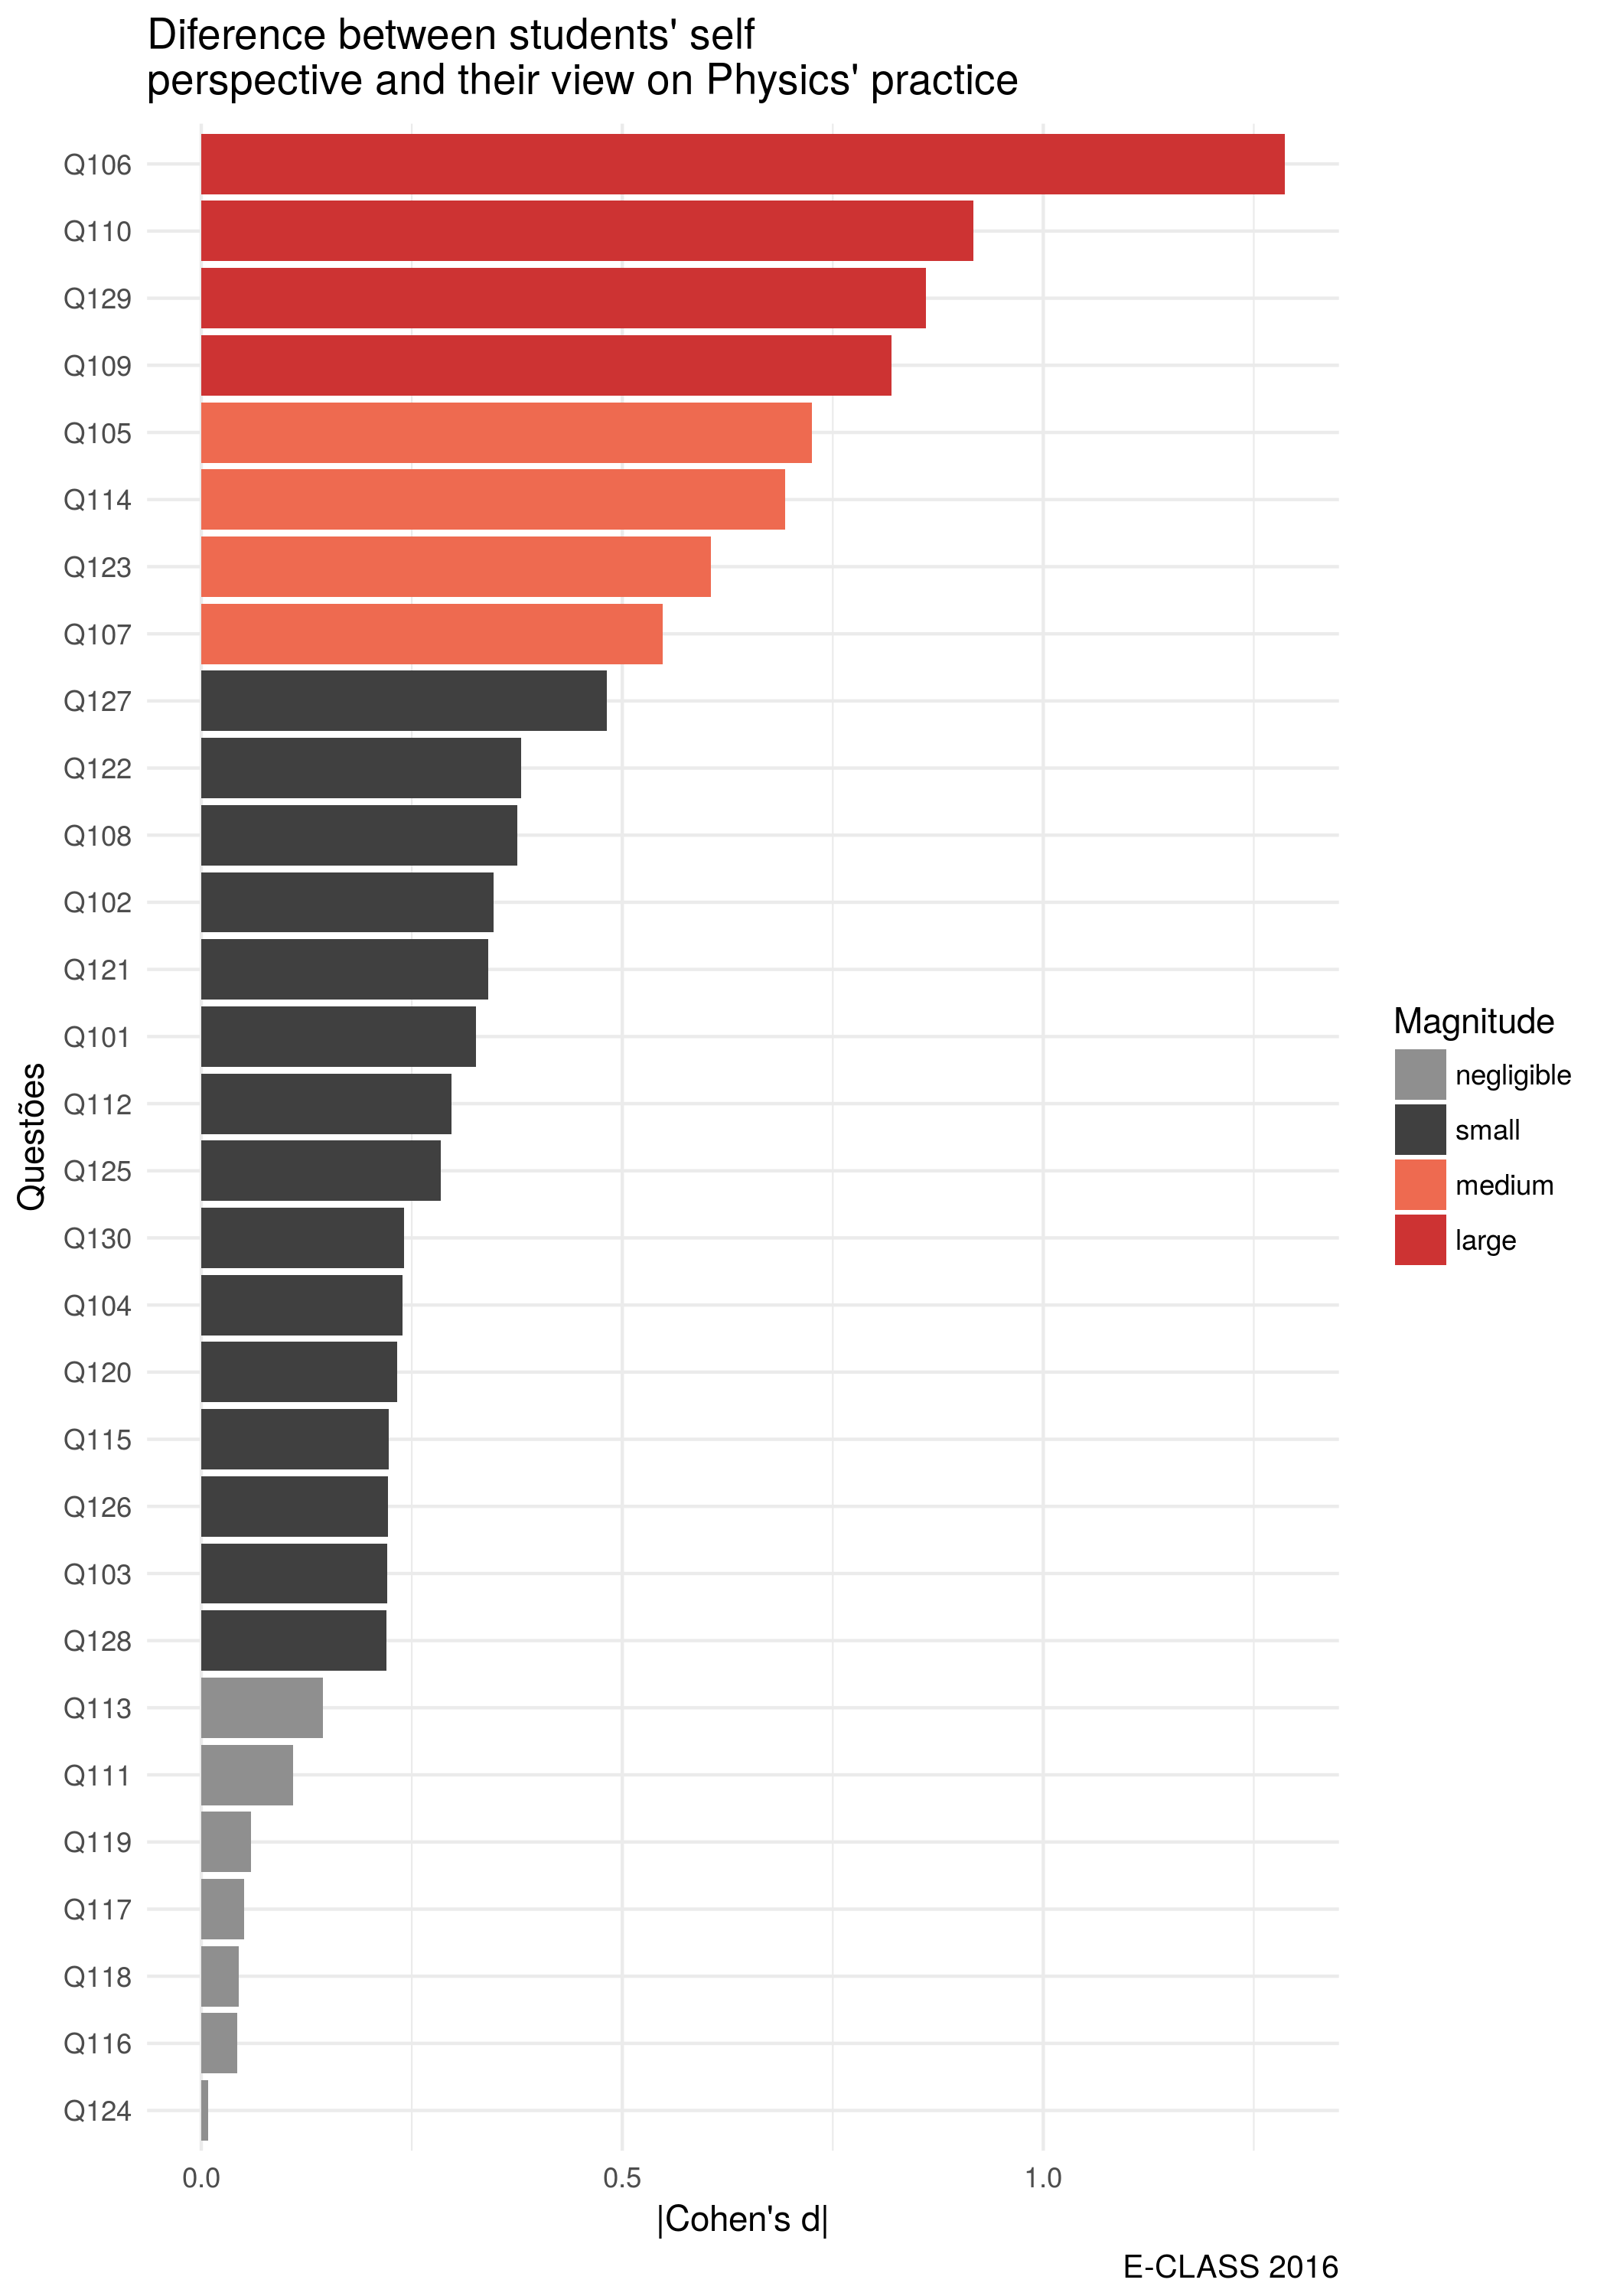 Diference between students' self
perspective and their view on Physics' practice
Q106
Q110
Q129
Q109
Q105
Q114
Q123
Q107
Q127
Q122
Q108
Q102
Q121
Q101
Q112
Q125
Q130
Q104
Q120
Q115
Q126
Q103
Q128
Q113
Q111
Q119
Q117
Q118
Q116
Q124
Questões
0.0
0.5
1.0
|Cohen's d|
Magnitude
negligible
small
medium
large
E-CLASS 2016